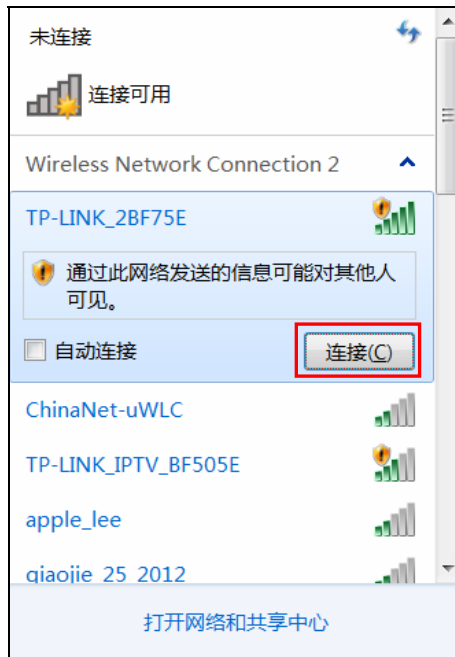 未连接
连接可用
Wireless Network Connection 2
TP-LINK_2BF75E
通过此网络发送的信息可能对其他人
可见。
自动连接
连接(C)
ChinaNet-uWLC
TP-LINK_IPTV_BF505E
apple_lee
qiaojie_25_2012
打开网络和共享中心